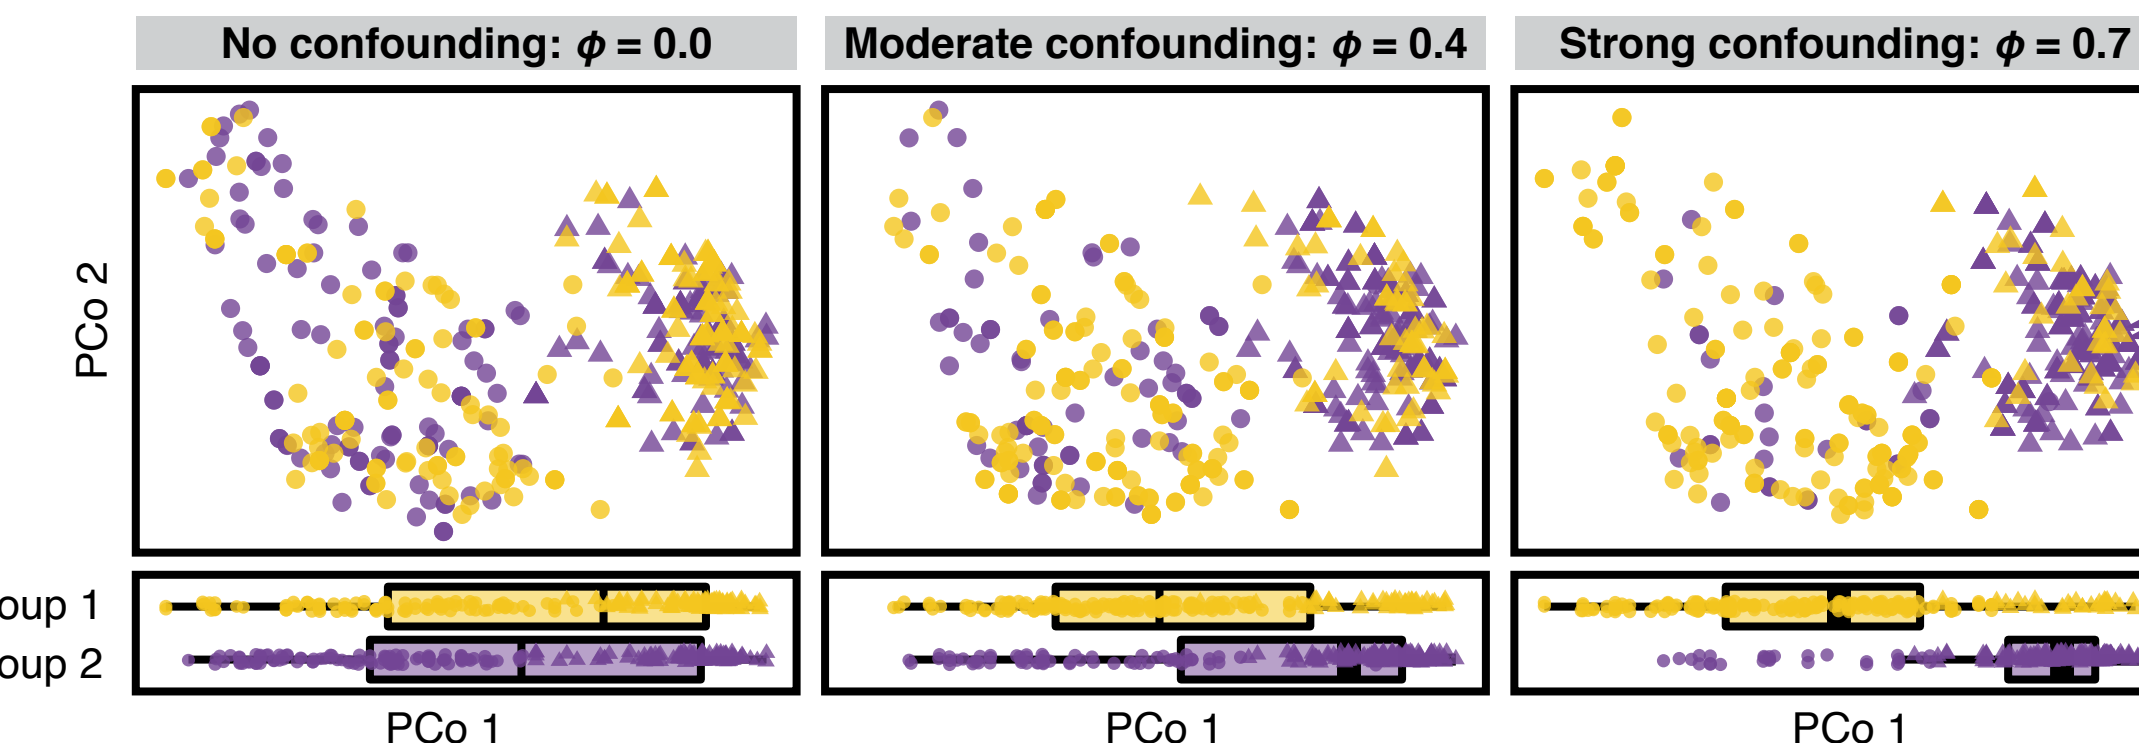 No confounding: ϕ = 0.0
Moderate confounding: ϕ = 0.4
Strong confounding: ϕ = 0.7
PCo 2
oup 1
oup 2
PCo 1
PCo 1
PCo 1